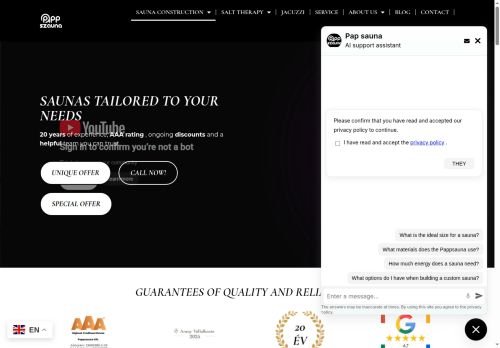 app
szauna
SAUNA CONSTRUCTION
SALT THERAPY
JACUZZI
SERVICE
ABOUT US
BLOG
CONTACT
SAUNAS TAILORED TO YOUR
NEEDS
20 years of experience, AAA rating , ongoing discounts and a
helpful team you can trust
YouTube
Sign in to confirm you're not a bot
UNIQUE OFFER
CALL NOW!
SPECIAL OFFER
Pap sauna
AI support assistant
Please confirm that you have read and accepted our
privacy policy to continue.
I have read and accept the privacy policy .
THEY
What is the ideal size for a sauna?
What materials does the Pappsauna use?
How much energy does a sauna need?
What options do I have when building a custom sauna?
Enter a message...
The answers may be inaccurate at times. By using this site you agree to the privacy
policy.
GUARANTEES OF QUALITY AND
EN
AAA
2025
20
ÉV